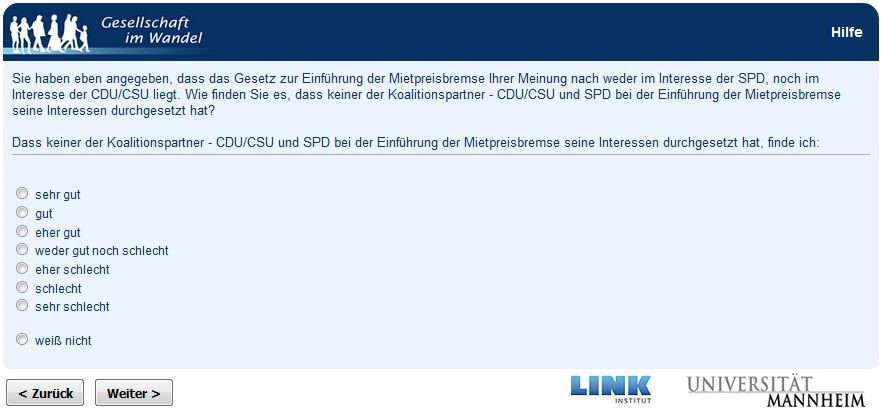 Gesellschaft
im Wandel
Hilfe
Sie haben eben angegeben, dass das Gesetz zur Einführung der Mietpreisbremse Ihrer Meinung nach weder im Interesse der SPD, noch im
Interesse der CDU/CSU liegt. Wie finden Sie es, dass keiner der Koalitionspartner - CDU/CSU und SPD bei der Einführung der Mietpreisbremse
seine Interessen durchgesetzt hat?
Dass keiner der Koalitionspartner - CDU/CSU und SPD bei der Einführung der Mietpreisbremse seine Interessen durchgesetzt hat, finde ich:
sehr gut
gut
eher gut
weder gut noch schlecht
eher schlecht
schlecht
sehr schlecht
weiß nicht
< Zurück
Weiter >
LINK
INSTITUT
UNIVERSITÄT
MANNHEIM